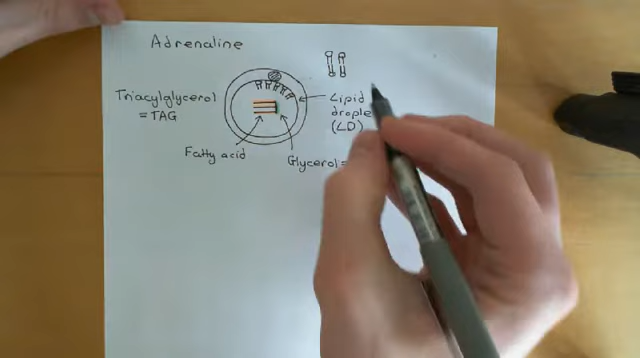 Adrenaline
Triacylglycerol
= TAG
Lipid
drople
(LD)
Fatty acid
Glycerol =